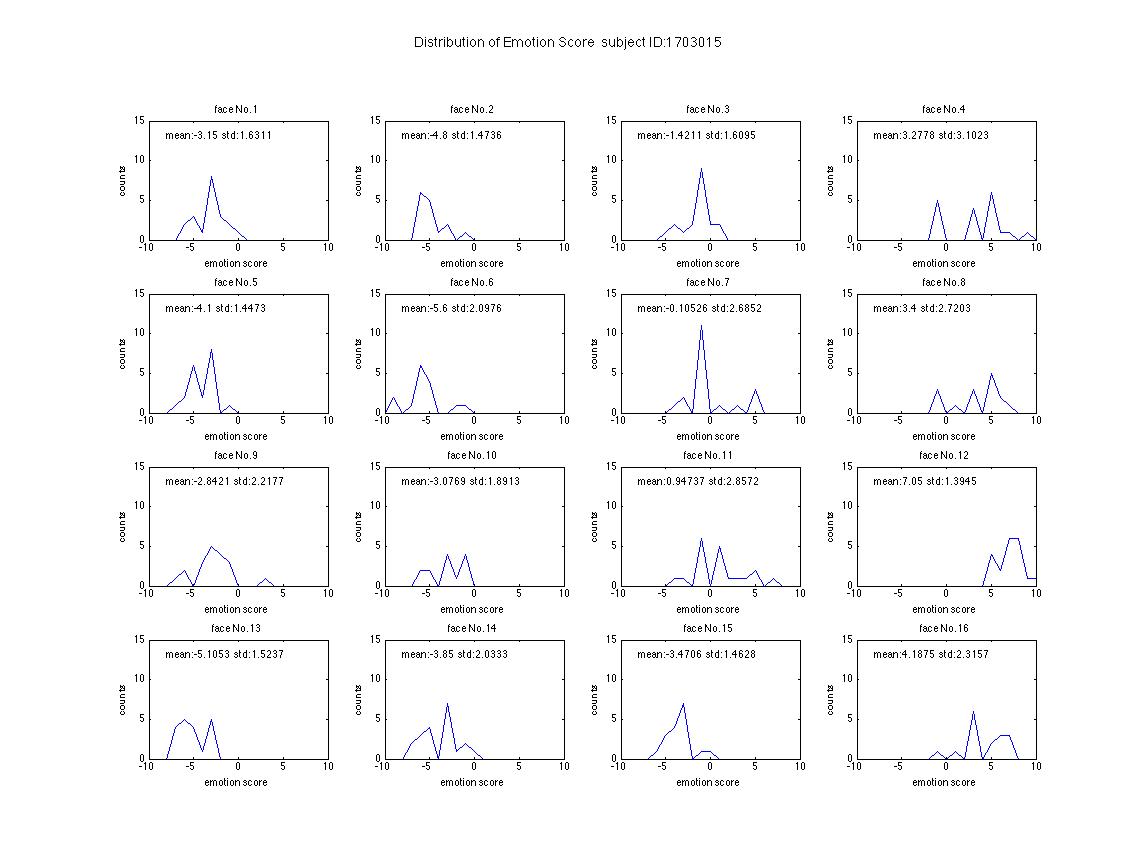 Distribution of Emotion Score  subject ID:1703015
face No.1
15
10
5
0
counts
mean:-3.15 std:1.6311
-10 -5 0 5 10
emotion score
face No.2
15
10
5
0
counts
mean:-4.8 std:1.4736
-10 -5 0 5 10
emotion score
face No.3
15
10
5
0
counts
mean:-1.4211 std:1.6095
-10 -5 0 5 10
emotion score
face No.4
15
10
5
0
counts
mean:3.2778 std:3.1023
-10 -5 0 5 10
emotion score
face No.5
15
10
5
0
counts
mean:-4.1 std:1.4473
-10 -5 0 5 10
emotion score
face No.6
15
10
5
0
counts
mean:-5.6 std:2.0976
-10 -5 0 5 10
emotion score
face No.7
15
10
5
0
counts
mean:-0.10526 std:2.6852
-10 -5 0 5 10
emotion score
face No.8
15
10
5
0
counts
mean:3.4 std:2.7203
-10 -5 0 5 10
emotion score
face No.9
15
10
5
0
counts
mean:-2.8421 std:2.2177
-10 -5 0 5 10
emotion score
face No.10
15
10
5
0
counts
mean:-3.0769 std:1.8913
-10 -5 0 5 10
emotion score
face No.11
15
10
5
0
counts
mean:0.94737 std:2.8572
-10 -5 0 5 10
emotion score
face No.12
15
10
5
0
counts
mean:7.05 std:1.3945
-10 -5 0 5 10
emotion score
face No.13
15
10
5
0
counts
mean:-5.1053 std:1.5237
-10 -5 0 5 10
emotion score
face No.14
15
10
5
0
counts
mean:-3.85 std:2.0333
-10 -5 0 5 10
emotion score
face No.15
15
10
5
0
counts
mean:-3.4706 std:1.4628
-10 -5 0 5 10
emotion score
face No.16
15
10
5
0
counts
mean:4.1875 std:2.3157
-10 -5 0 5 10
emotion score